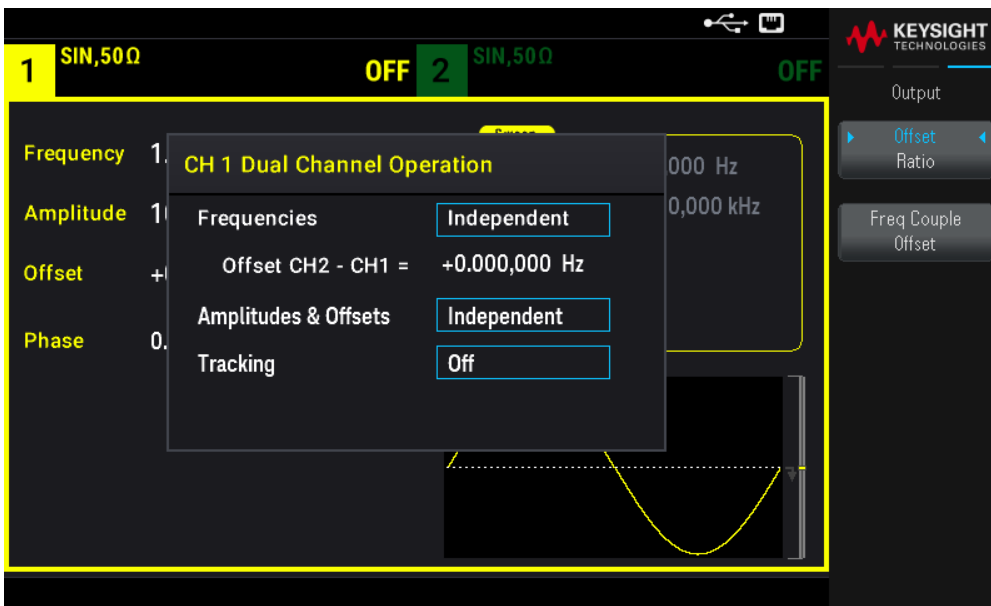 KEYSIGHT
TECHNOLOGIES
1 SIN,50Ω OFF 2 SIN,50Ω OFF
Output
Offset
Ratio
Freq Couple
Offset
Frequency 1.
Amplitude
Offset
Phase 0.
CH 1 Dual Channel Operation
Frequencies Independent
Offset CH2 - CH1 = +0.000,000 Hz
Amplitudes & Offsets Independent
Tracking Off
000 Hz
0,000 kHz